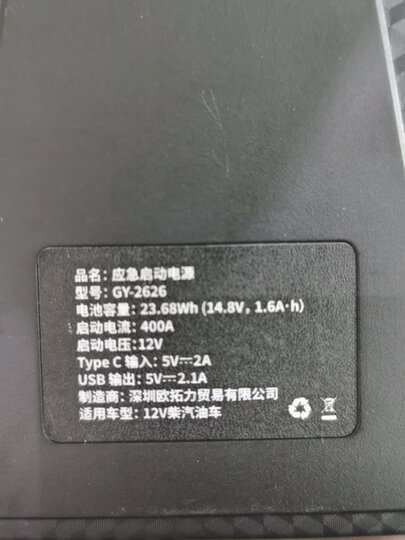 品名：应急启动电源
型号：GY-2626
电池容量：23.68Wh (14.8V，1.6A·h)
启动电流：400A
启动电压:12V
Type C 输入：5V⎓2A
USB 输出：5V⎓2.1A
制造商：深圳欧拓力贸易有限公司
适用车型：12V柴汽油车